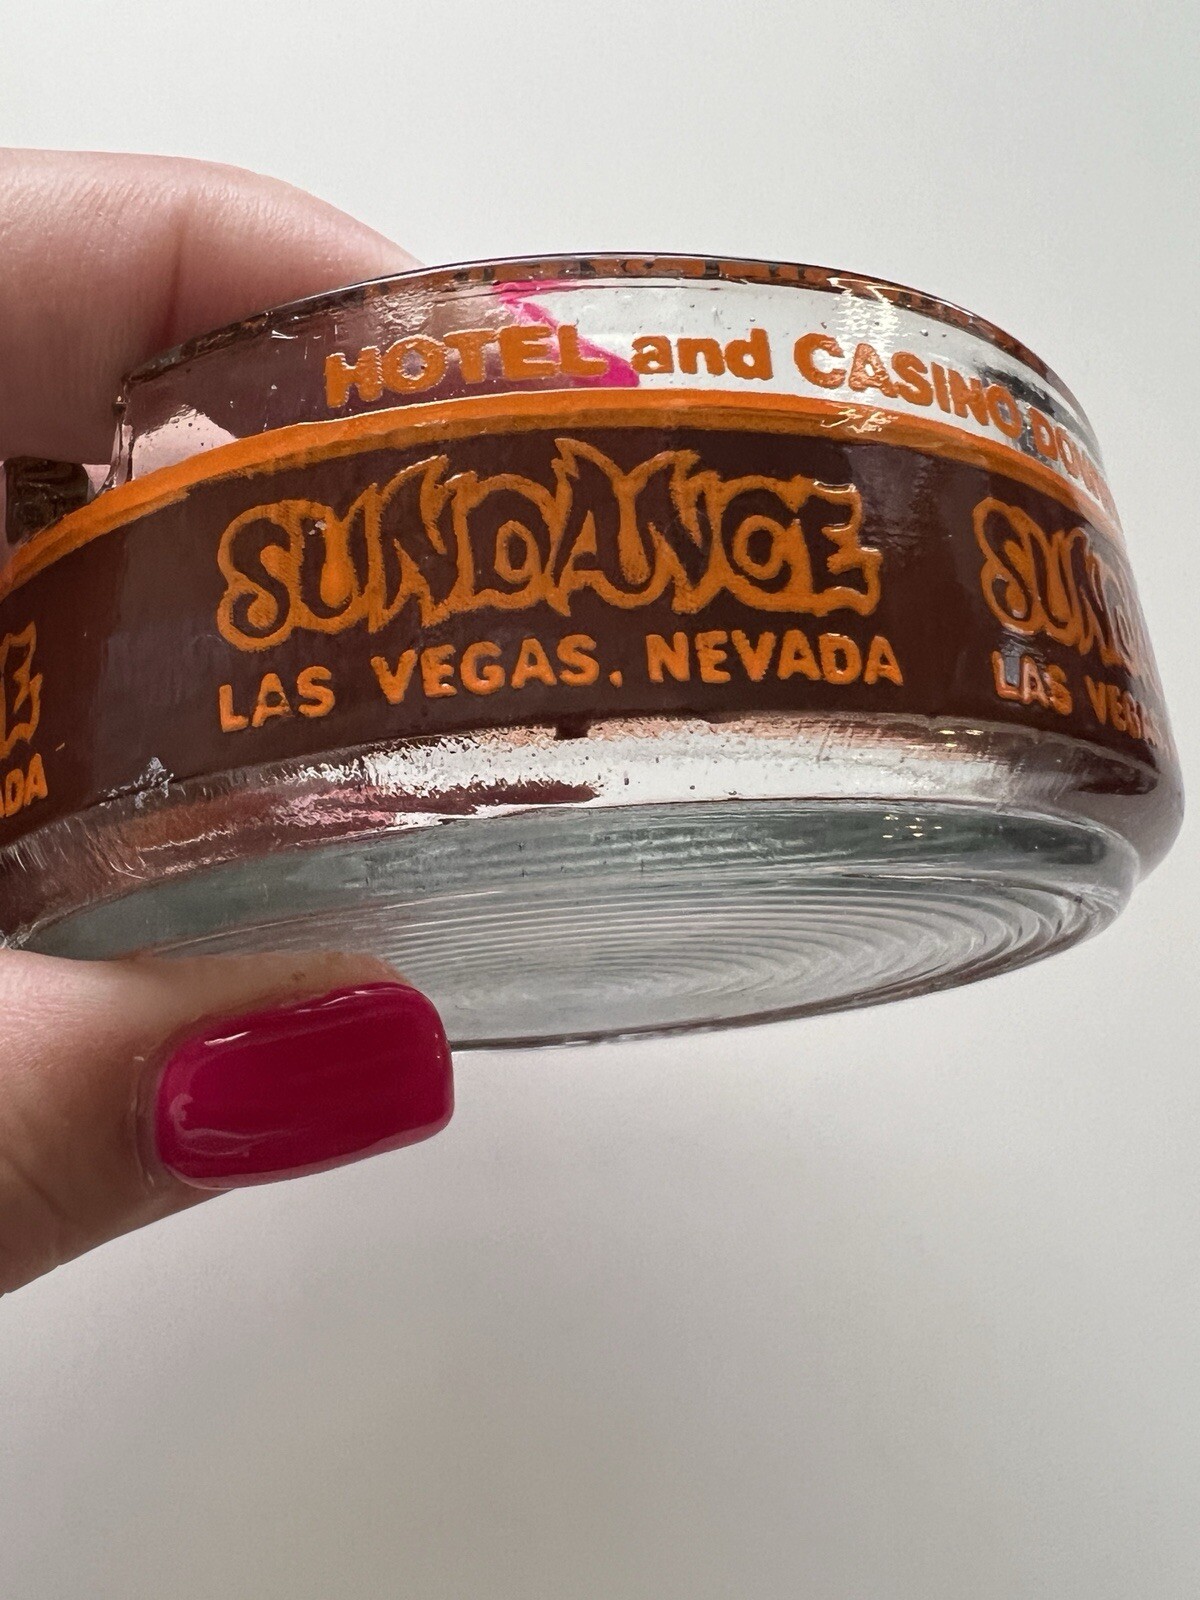 HOTEL and CASINO
SUNDANCE
LAS VEGAS, NEVADA